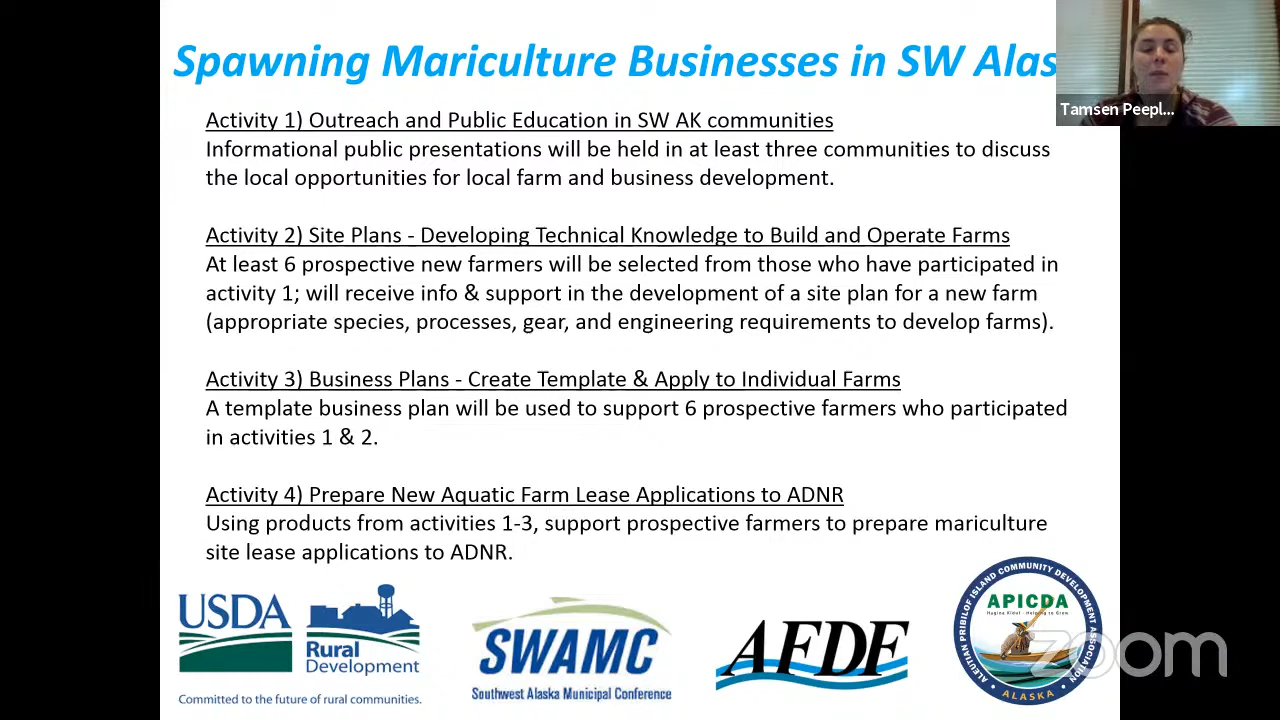 Spawning Mariculture Businesses in SW Alas
Tamsen Peepl...
Activity 1) Outreach and Public Education in SW AK communities
Informational public presentations will be held in at least three communities to discuss
the local opportunities for local farm and business development.
Activity 2) Site Plans - Developing Technical Knowledge to Build and Operate Farms
At least 6 prospective new farmers will be selected from those who have participated in
activity 1; will receive info & support in the development of a site plan for a new farm
(appropriate species, processes, gear, and engineering requirements to develop farms).
Activity 3) Business Plans - Create Template & Apply to Individual Farms
A template business plan will be used to support 6 prospective farmers who participated
in activities 1 & 2.
Activity 4) Prepare New Aquatic Farm Lease Applications to ADNR
Using products from activities 1-3, support prospective farmers to prepare mariculture
site lease applications to ADNR.
USDA
Rural
Development
Committed to the future of rural communities.
SWAMC
Southwest Alaska Municipal Conference
AFDF
ALEUTIAN PRIBILOF ISLAND COMMUNITY DEVELOPMENT ASSOCIATION
APICDA
ALASKA
zoom